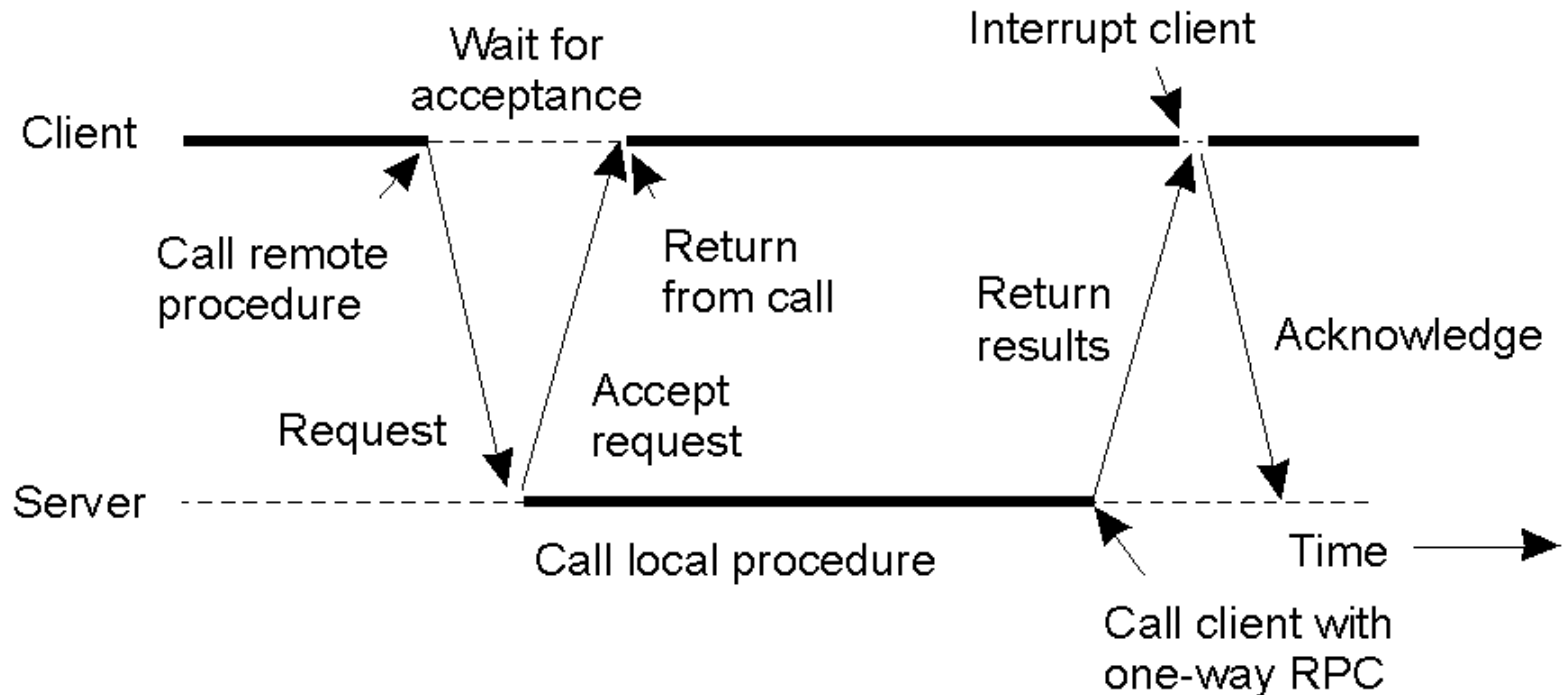 Interrupt client
Wait for
acceptance
Client
Call remote
procedure
Return
from call
Return
results
Acknowledge
Accept
request
Request
Server
Call local procedure
Time
Call client with
one-way RPC